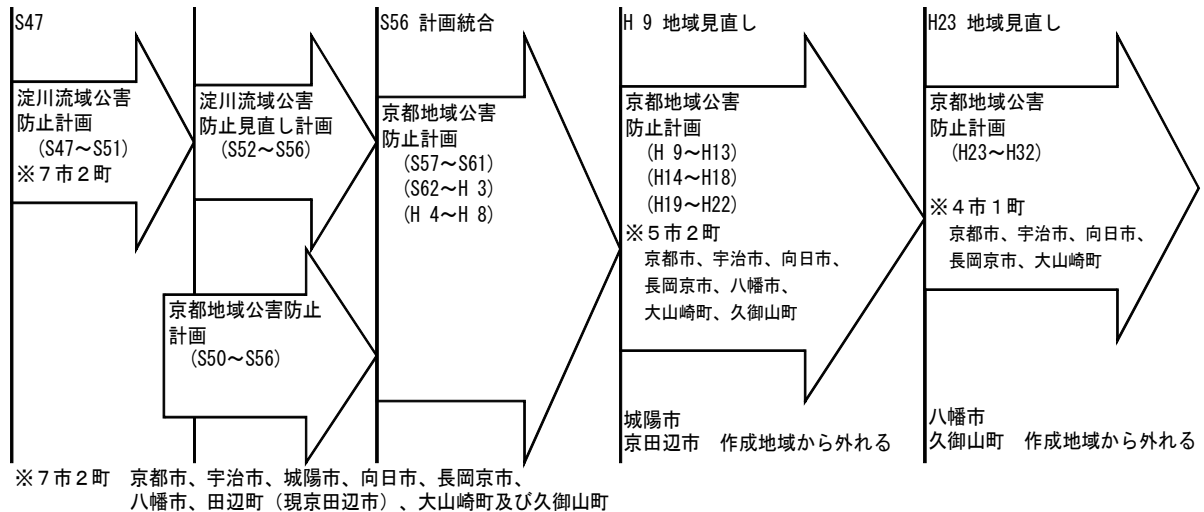 S47
淀川流域公害
防止計画
(S47～S51)
※７市２町
淀川流域公害
防止見直し計画
(S52～S56)
京都地域公害防止
計画
(S50～S56)
S56 計画統合
京都地域公害
防止計画
(S57～S61)
(S62～H 3)
(H 4～H 8)
H 9 地域見直し
京都地域公害
防止計画
(H 9～H13)
(H14～H18)
(H19～H22)
※５市２町
京都市、宇治市、向日市、
長岡京市、八幡市、
大山崎町、久御山町
城陽市
京田辺市　作成地域から外れる
H23 地域見直し
京都地域公害
防止計画
(H23～H32)
※４市１町
京都市、宇治市、向日市、
長岡京市、大山崎町
八幡市
久御山町　作成地域から外れる
※７市２町　京都市、宇治市、城陽市、向日市、長岡京市、
八幡市、田辺町（現京田辺市）、大山崎町及び久御山町